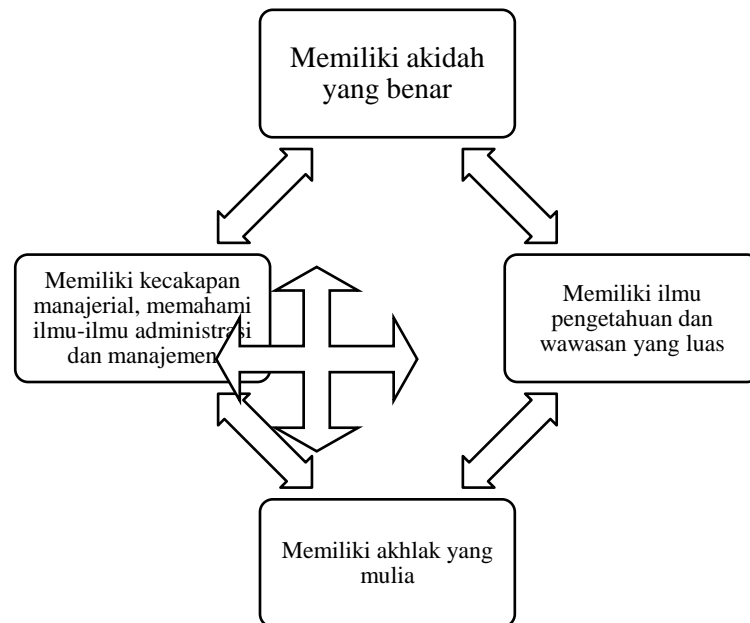 Memiliki akidah
yang benar
Memiliki kecakapan
manajerial, memahami
ilmu-ilmu administrasi
dan manajemen
Memiliki ilmu
pengetahuan dan
wawasan yang luas
Memiliki akhlak yang
mulia